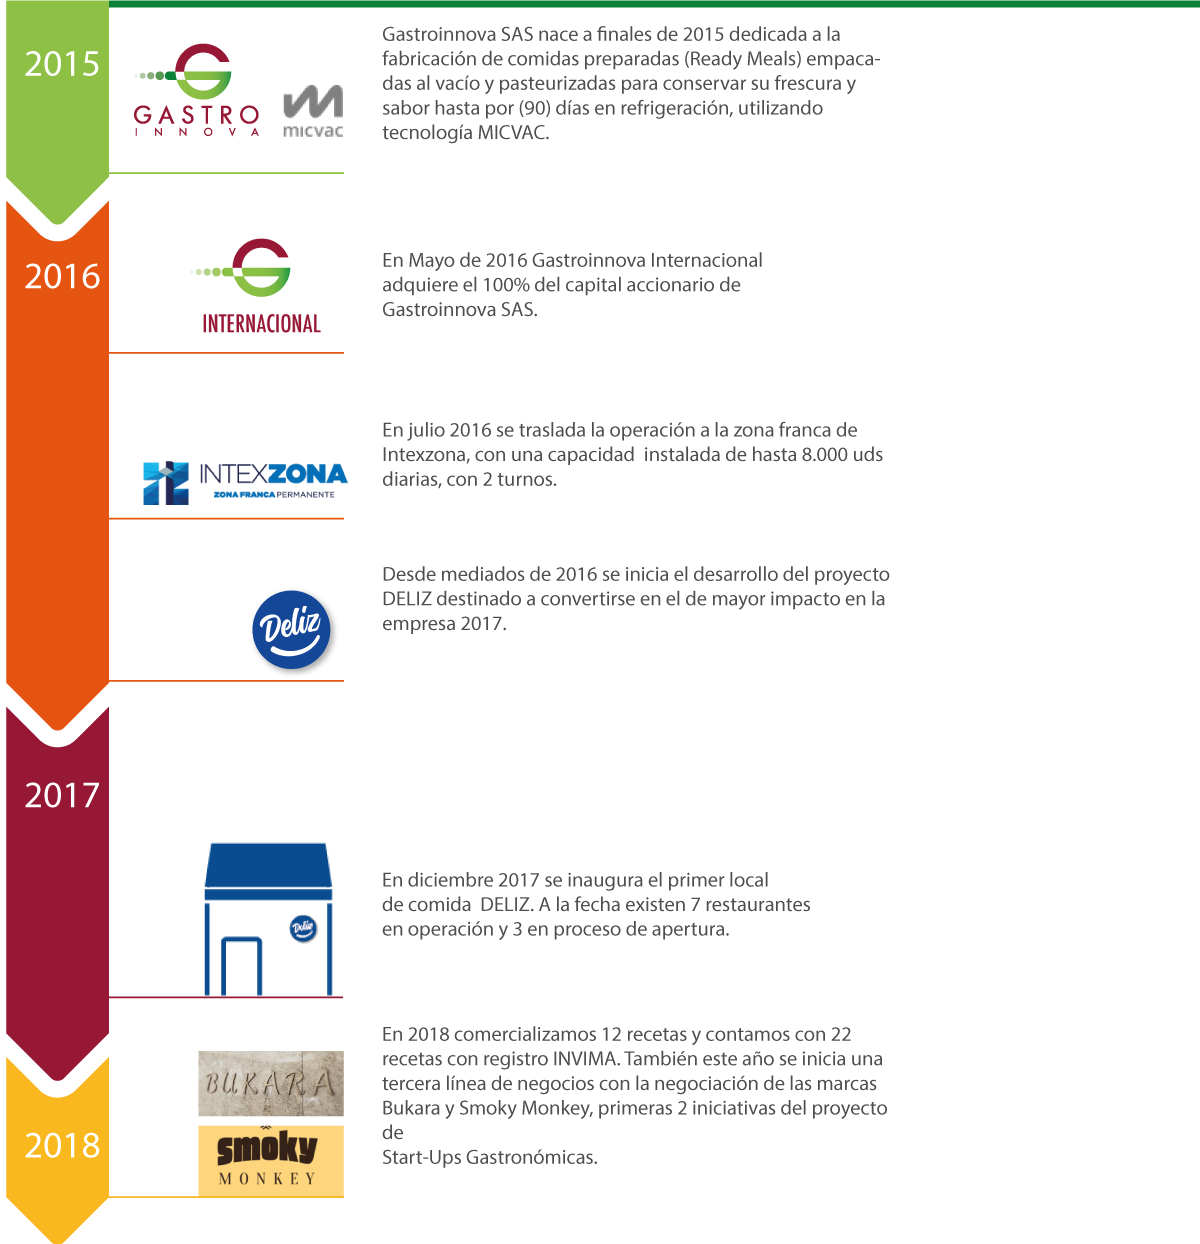 2015
GASTRO
INNOVA
micvac
Gastroinnova SAS nace a finales de 2015 dedicada a la
fabricación de comidas preparadas (Ready Meals) empaca-
das al vacío y pasteurizadas para conservar su frescura y
sabor hasta por (90) días en refrigeración, utilizando
tecnología MICVAC.
2016
INTERNACIONAL
En Mayo de 2016 Gastroinnova Internacional
adquiere el 100% del capital accionario de
Gastroinnova SAS.
INTEXZONA
ZONA FRANCA PERMANENTE
En julio 2016 se traslada la operación a la zona franca de
Intexzona, con una capacidad  instalada de hasta 8.000 uds
diarias, con 2 turnos.
Deliz
Desde mediados de 2016 se inicia el desarrollo del proyecto
DELIZ destinado a convertirse en el de mayor impacto en la
empresa 2017.
2017
Deliz
En diciembre 2017 se inaugura el primer local
de comida  DELIZ. A la fecha existen 7 restaurantes
en operación y 3 en proceso de apertura.
2018
BUKARA
smoky
MONKEY
En 2018 comercializamos 12 recetas y contamos con 22
recetas con registro INVIMA. También este año se inicia una
tercera línea de negocios con la negociación de las marcas
Bukara y Smoky Monkey, primeras 2 iniciativas del proyecto
de
Start-Ups Gastronómicas.